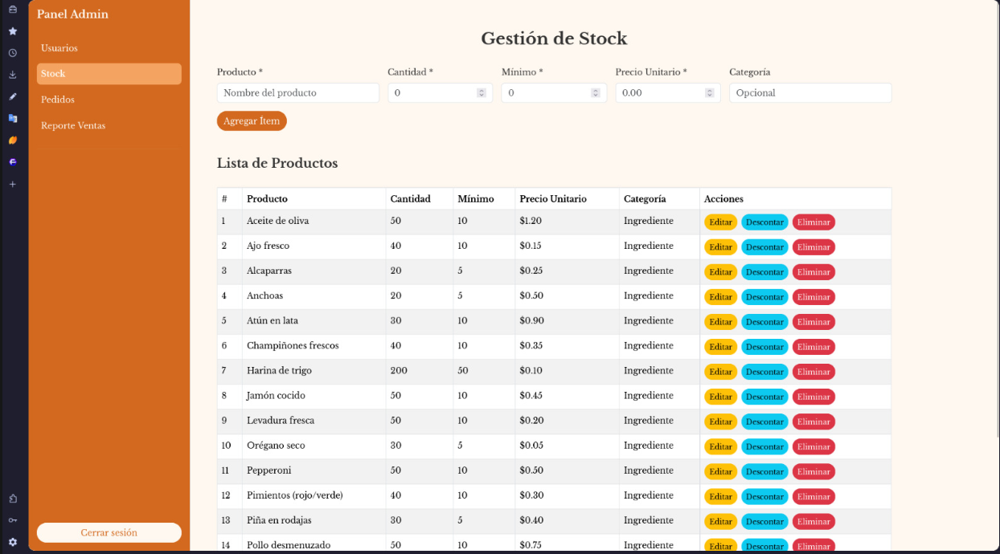 Panel Admin
Usuarios
Stock
Pedidos
Reporte Ventas
Cerrar sesión
Gestión de Stock
Producto * Cantidad * Mínimo * Precio Unitario * Categoría
Nombre del producto 0 0 0.00 Opcional
Agregar Ítem
Lista de Productos
# Producto Cantidad Mínimo Precio Unitario Categoría Acciones
1 Aceite de oliva 50 10 $1.20 Ingrediente Editar Descontar Eliminar
2 Ajo fresco 40 10 $0.15 Ingrediente Editar Descontar Eliminar
3 Alcaparras 20 5 $0.25 Ingrediente Editar Descontar Eliminar
4 Anchoas 20 5 $0.50 Ingrediente Editar Descontar Eliminar
5 Atún en lata 30 10 $0.90 Ingrediente Editar Descontar Eliminar
6 Champiñones frescos 40 10 $0.35 Ingrediente Editar Descontar Eliminar
7 Harina de trigo 200 50 $0.10 Ingrediente Editar Descontar Eliminar
8 Jamón cocido 50 10 $0.45 Ingrediente Editar Descontar Eliminar
9 Levadura fresca 50 10 $0.20 Ingrediente Editar Descontar Eliminar
10 Orégano seco 30 5 $0.05 Ingrediente Editar Descontar Eliminar
11 Pepperoni 50 10 $0.50 Ingrediente Editar Descontar Eliminar
12 Pimientos (rojo/verde) 40 10 $0.30 Ingrediente Editar Descontar Eliminar
13 Piña en rodajas 30 5 $0.40 Ingrediente Editar Descontar Eliminar
14 Pollo desmenuzado 50 10 $0.75 Ingrediente Editar Descontar Eliminar